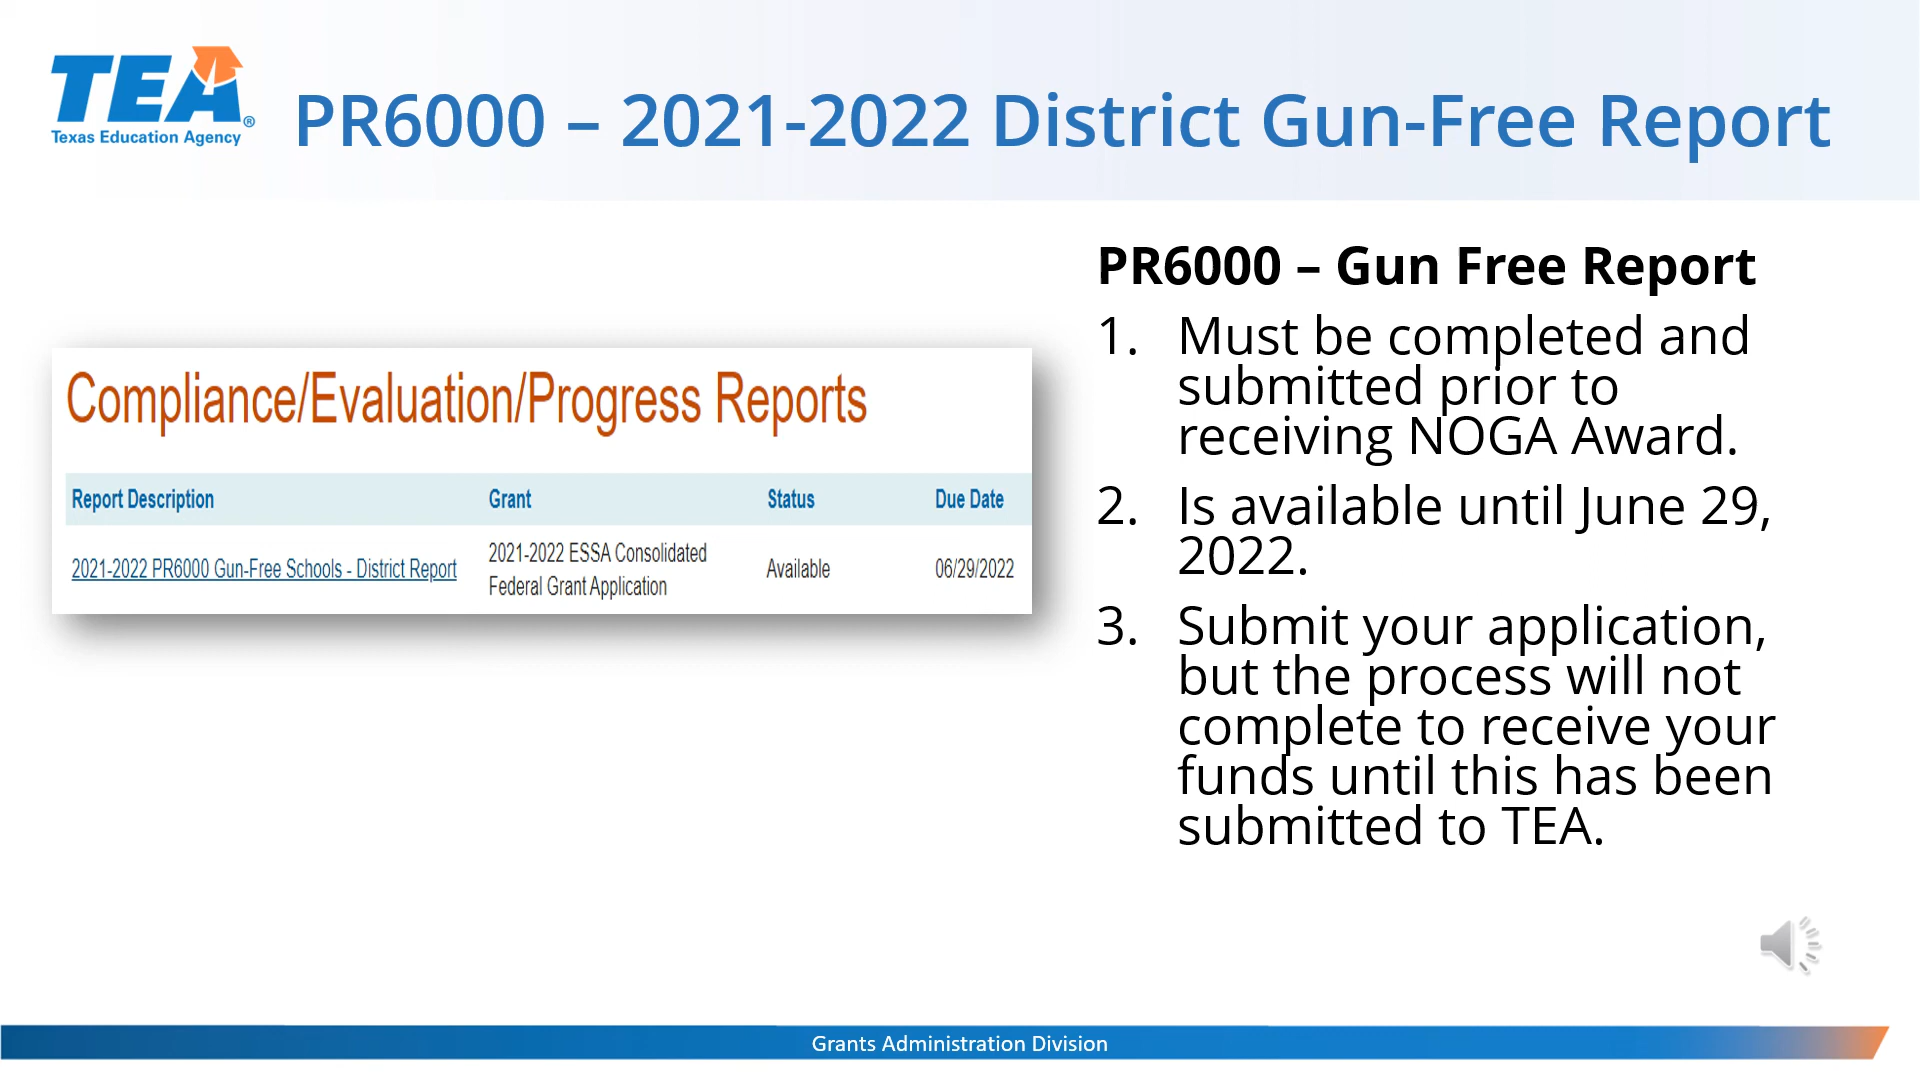 TEA®
Texas Education Agency
PR6000 – 2021-2022 District Gun-Free Report
Compliance/Evaluation/Progress Reports
Report Description Grant Status Due Date
2021-2022 PR6000 Gun-Free Schools - District Report 2021-2022 ESSA Consolidated Available 06/29/2022
Federal Grant Application
PR6000 – Gun Free Report
1. Must be completed and
submitted prior to
receiving NOGA Award.
2. Is available until June 29,
2022.
3. Submit your application,
but the process will not
complete to receive your
funds until this has been
submitted to TEA.
Grants Administration Division